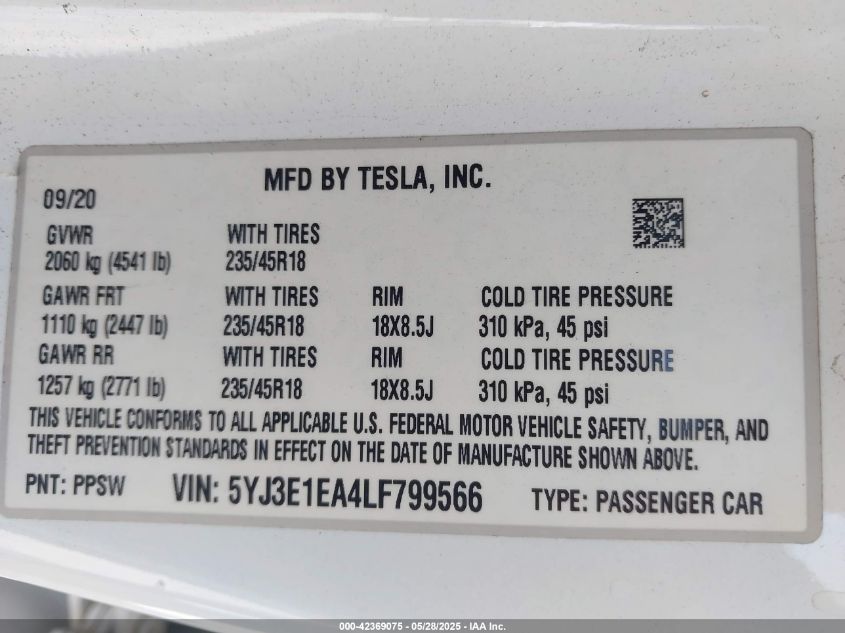 MFD BY TESLA, INC.
09/20
GVWR WITH TIRES
2060 kg (4541 lb) 235/45R18
GAWR FRT WITH TIRES RIM COLD TIRE PRESSURE
1110 kg (2447 lb) 235/45R18 18X8.5J 310 kPa, 45 psi
GAWR RR WITH TIRES RIM COLD TIRE PRESSURE
1257 kg (2771 lb) 235/45R18 18X8.5J 310 kPa, 45 psi
THIS VEHICLE CONFORMS TO ALL APPLICABLE U.S. FEDERAL MOTOR VEHICLE SAFETY, BUMPER, AND
THEFT PREVENTION STANDARDS IN EFFECT ON THE DATE OF MANUFACTURE SHOWN ABOVE.
PNT: PPSW VIN: 5YJ3E1EA4LF799566 TYPE: PASSENGER CAR
000-42369075 - 05/28/2025 - IAA Inc.